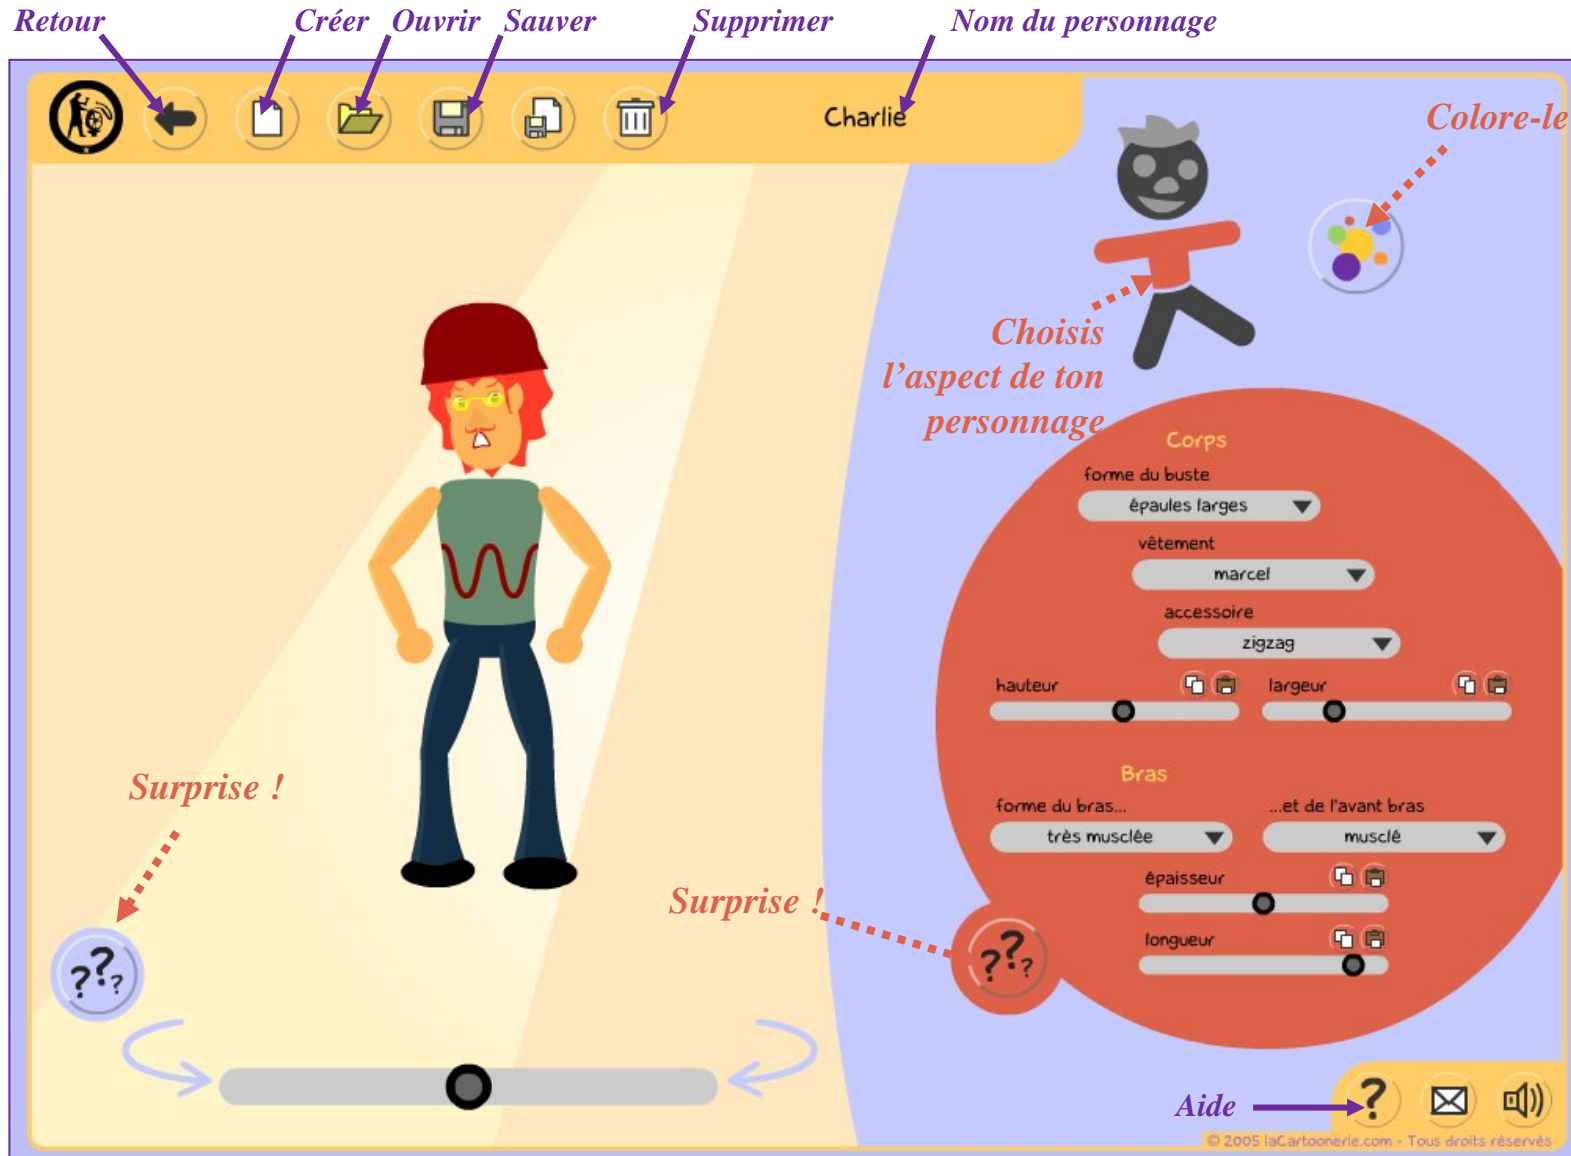 Retour Créer Ouvrir Sauver Supprimer Nom du personnage
Charlie
Colore-le
Choisis
l’aspect de ton
personnage
Corps
forme du buste
épaules larges
vêtement
marcel
accessoire
zigzag
hauteur largeur
Bras
forme du bras... ...et de l'avant bras
très musclée musclé
épaisseur
longueur
Surprise !
???
Surprise !
???
Aide
?
© 2005 laCartoonerie.com - Tous droits réservés